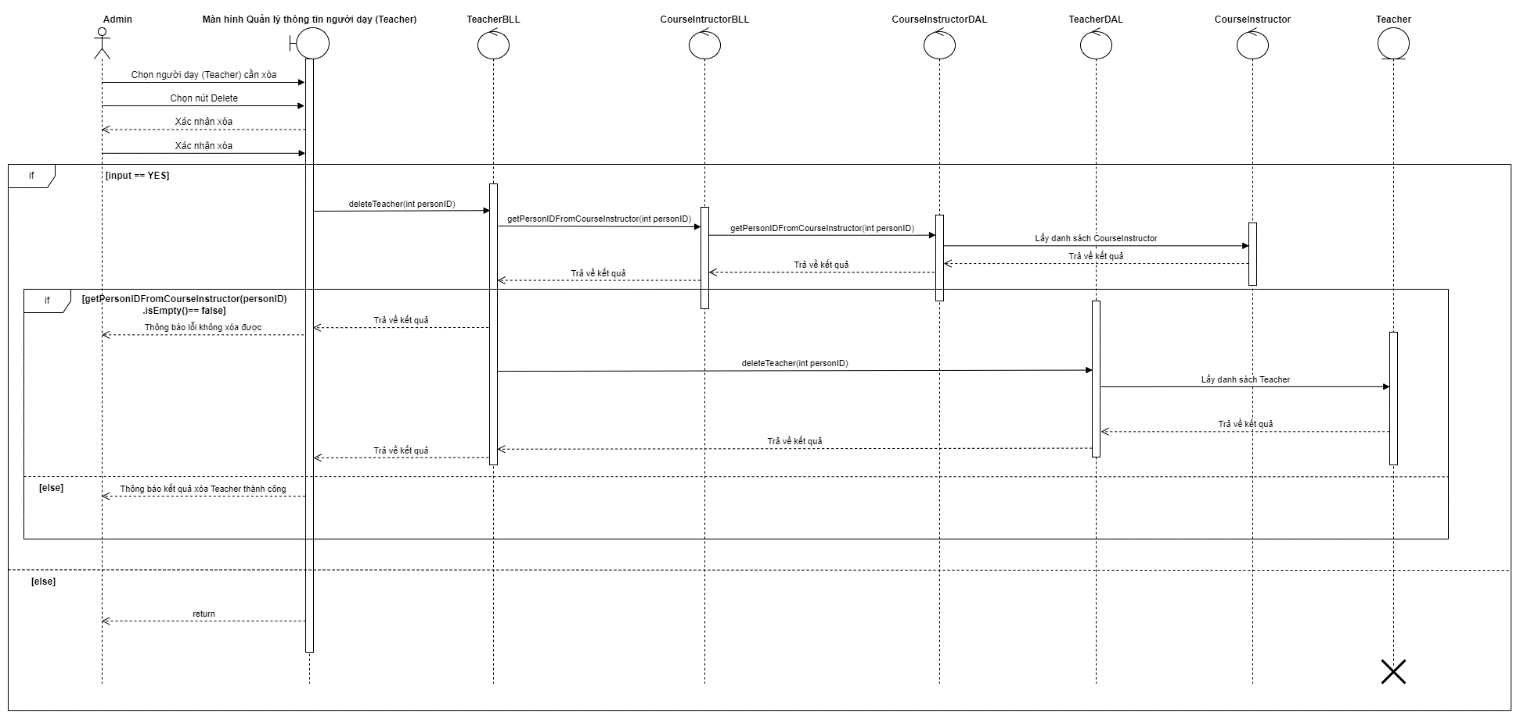 Admin
Màn hình Quản lý thông tin người dạy (Teacher)
TeacherBLL
CourseIntructorBLL
CourseInstructorDAL
TeacherDAL
CourseInstructor
Teacher
Chọn người dạy (Teacher) cần xóa
Chọn nút Delete
Xác nhận xóa
Xác nhận xóa
if
[input == YES]
deleteTeacher(int personID)
getPersonIDFromCourseInstructor(int personID)
getPersonIDFromCourseInstructor(int personID)
Lấy danh sách CourseInstructor
Trả về kết quả
Trả về kết quả
Trả về kết quả
if
[getPersonIDFromCourseInstructor(personID)
.isEmpty()== false]
Trả về kết quả
Thông báo lỗi không xóa được
deleteTeacher(int personID)
Lấy danh sách Teacher
Trả về kết quả
Trả về kết quả
Trả về kết quả
[else]
Thông báo kết quả xóa Teacher thành công
[else]
return